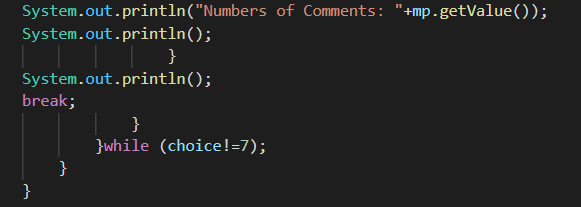 System.out.println("Numbers of Comments: "+mp.getValue());
System.out.println();
}
System.out.println();
break;
}
}while (choice!=7);
}
}